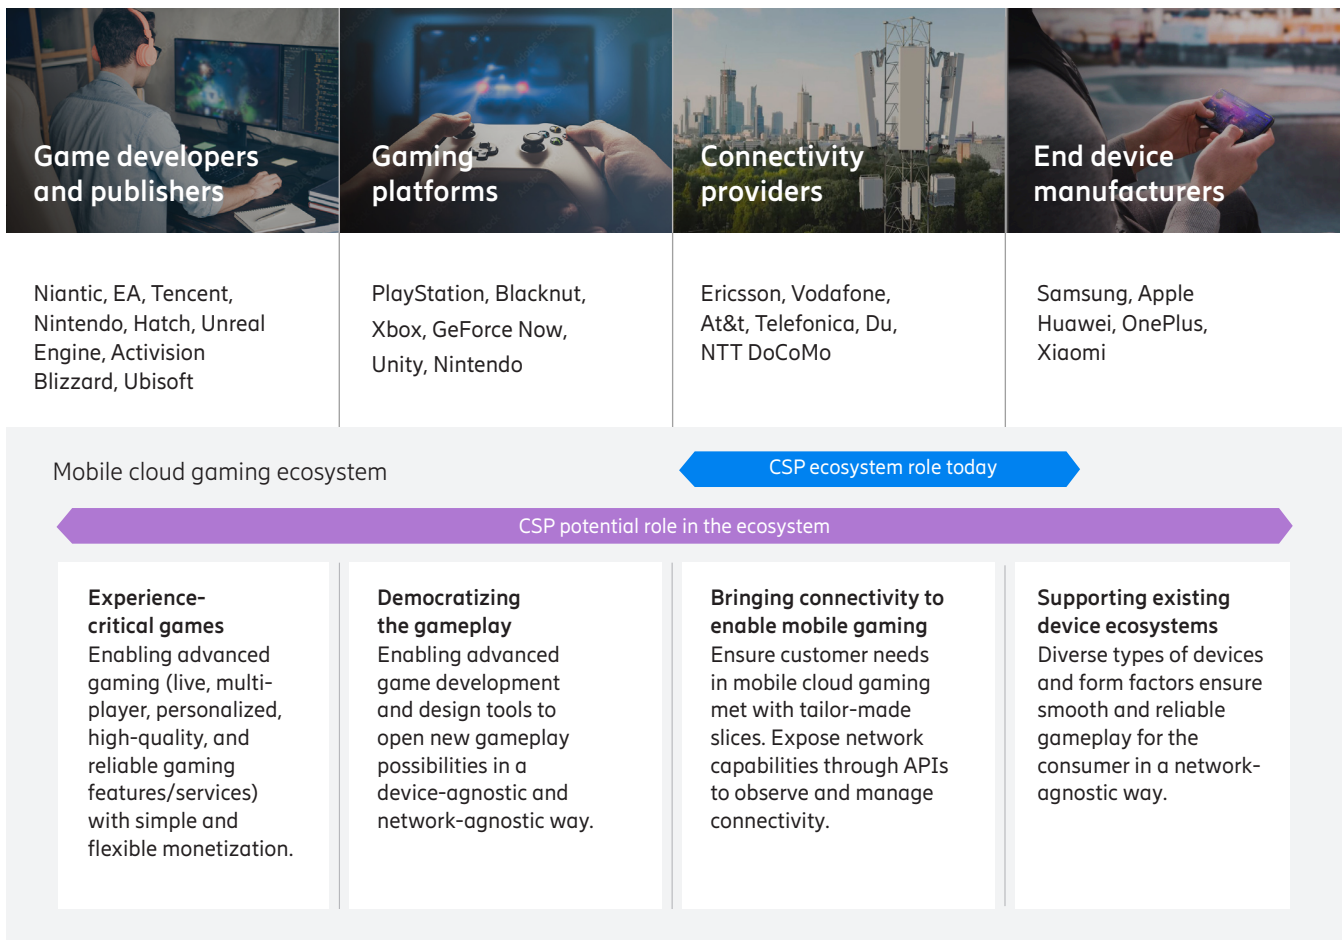 Game developers
and publishers
Gaming
platforms
Connectivity
providers
End device
manufacturers
Niantic, EA, Tencent,
Nintendo, Hatch, Unreal
Engine, Activision
Blizzard, Ubisoft
PlayStation, Blacknut,
Xbox, GeForce Now,
Unity, Nintendo
Ericsson, Vodafone,
At&t, Telefonica, Du,
NTT DoCoMo
Samsung, Apple
Huawei, OnePlus,
Xiaomi
Mobile cloud gaming ecosystem
CSP ecosystem role today
CSP potential role in the ecosystem
Experience-
critical games
Enabling advanced
gaming (live, multi-
player, personalized,
high-quality, and
reliable gaming
features/services)
with simple and
flexible monetization.
Democratizing
the gameplay
Enabling advanced
game development
and design tools to
open new gameplay
possibilities in a
device-agnostic and
network-agnostic way.
Bringing connectivity to
enable mobile gaming
Ensure customer needs
in mobile cloud gaming
met with tailor-made
slices. Expose network
capabilities through APIs
to observe and manage
connectivity.
Supporting existing
device ecosystems
Diverse types of devices
and form factors ensure
smooth and reliable
gameplay for the
consumer in a network-
agnostic way.